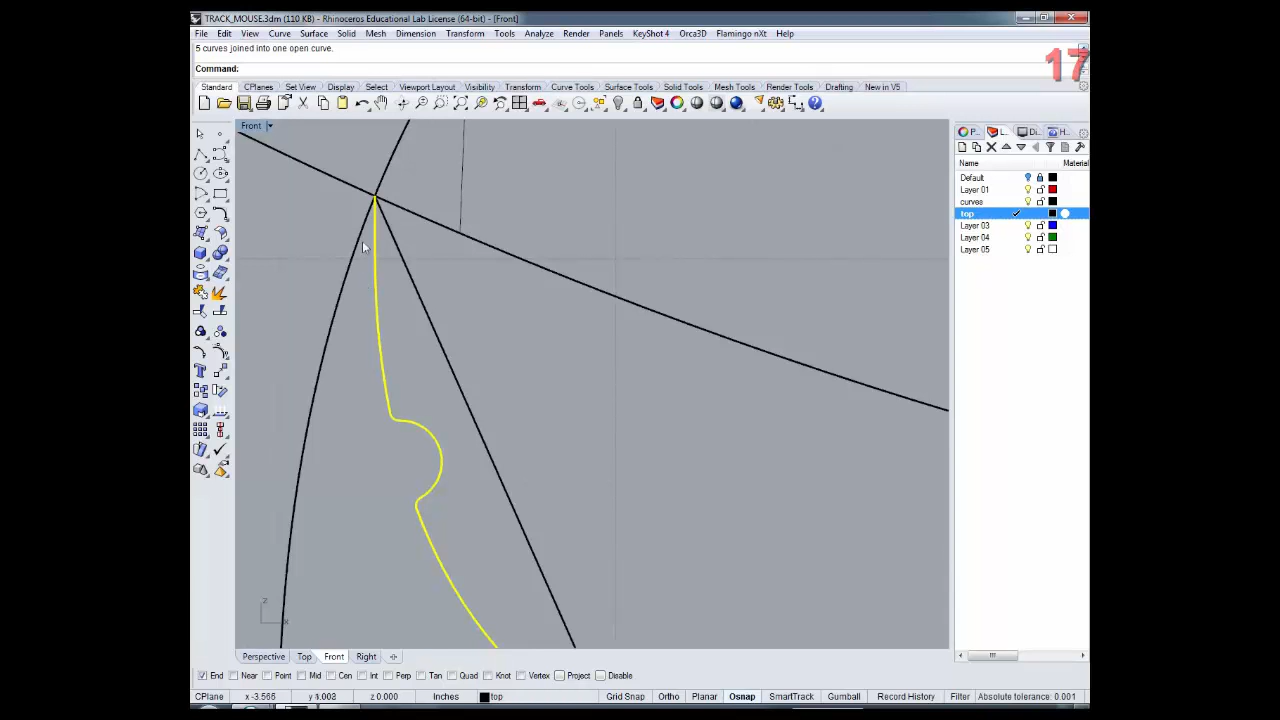 TRACK_MOUSE.3dm (110 KB) - Rhinoceros Educational Lab License (64-bit) - [Front]
File Edit View Curve Surface Solid Mesh Dimension Transform Tools Analyze Render Panels KeyShot 4 Orca3D Flamingo nXt Help
5 curves joined into one open curve.
17
Command:
Standard CPlanes Set View Display Select Viewport Layout Visibility Transform Curve Tools Surface Tools Solid Tools Mesh Tools Render Tools Drafting New in V5
Front
P... L... Di... H...
Name Material
Default
Layer 01
curves
top
Layer 03
Layer 04
Layer 05
z
x
Perspective Top Front Right
End Near Point Mid Cen Int Perp Tan Quad Knot Vertex Project Disable
CPlane x -3.565 y 4.002 z 0.000 Inches top Grid Snap Ortho Planar Osnap SmartTrack Gumball Record History Filter Absolute tolerance: 0.001